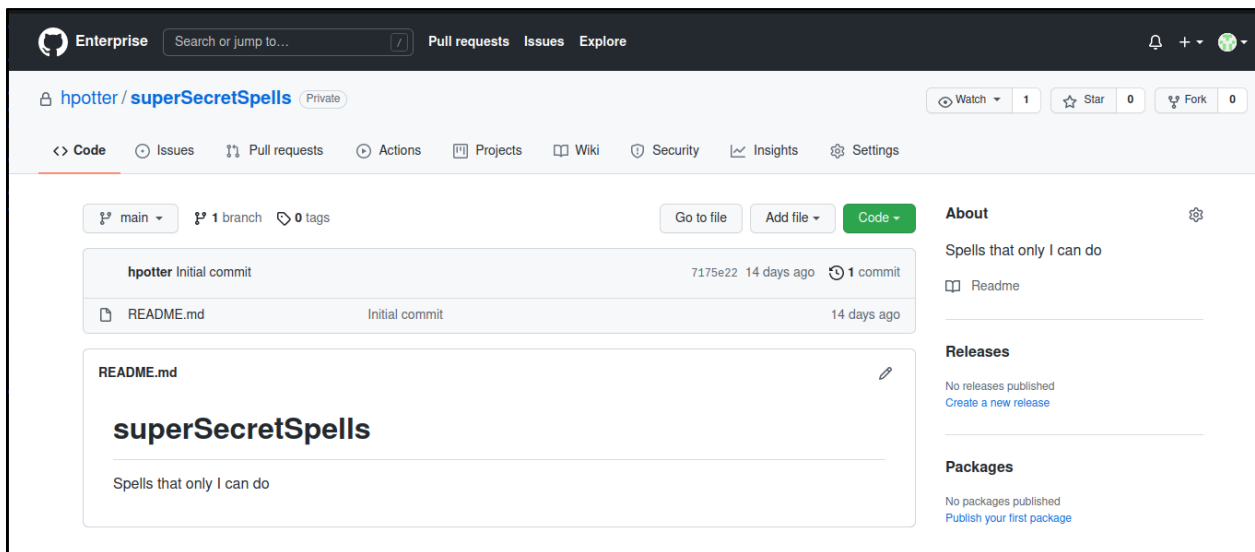 Enterprise Search or jump to... / Pull requests Issues Explore
hpotter / superSecretSpells Private Watch 1 Star 0 Fork 0
<> Code Issues Pull requests Actions Projects Wiki Security Insights Settings
main 1 branch 0 tags Go to file Add file Code
hpotter Initial commit 7175e22 14 days ago 1 commit
README.md Initial commit 14 days ago
README.md
superSecretSpells
Spells that only I can do
About
Spells that only I can do
Readme
Releases
No releases published
Create a new release
Packages
No packages published
Publish your first package